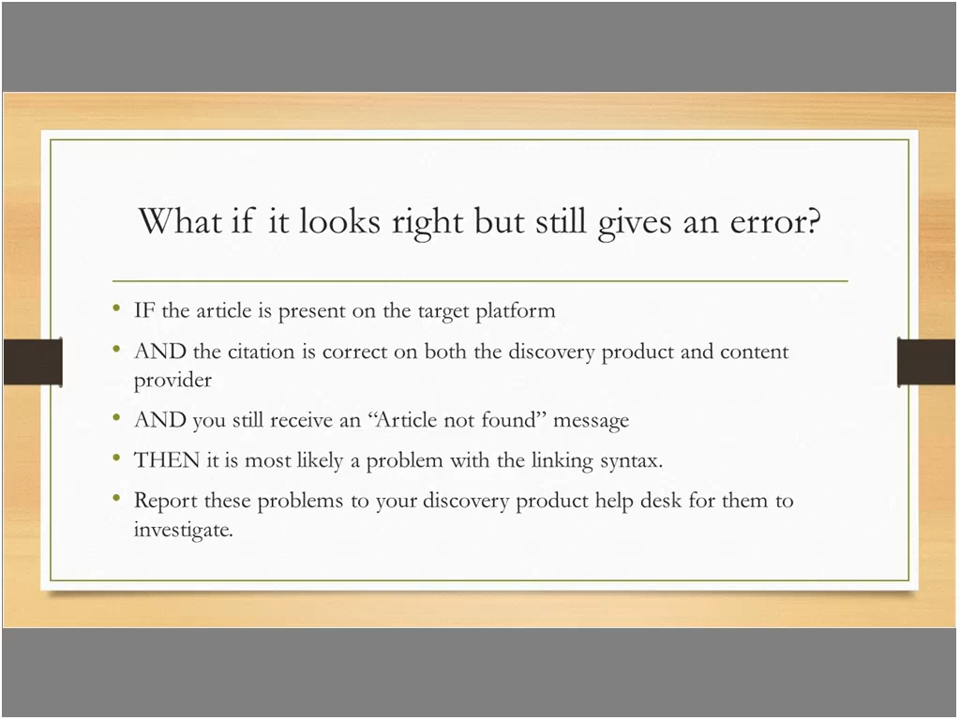 What if it looks right but still gives an error?
• IF the article is present on the target platform
• AND the citation is correct on both the discovery product and content
provider
• AND you still receive an “Article not found” message
• THEN it is most likely a problem with the linking syntax.
• Report these problems to your discovery product help desk for them to
investigate.